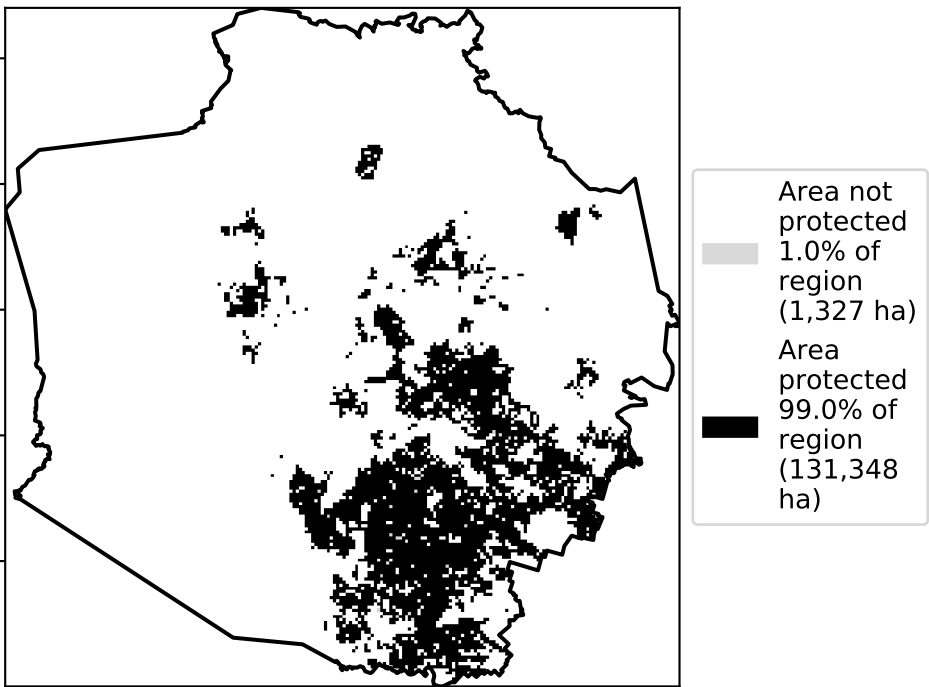 Area not
protected
1.0% of
region
(1,327 ha)
Area
protected
99.0% of
region
(131,348
ha)